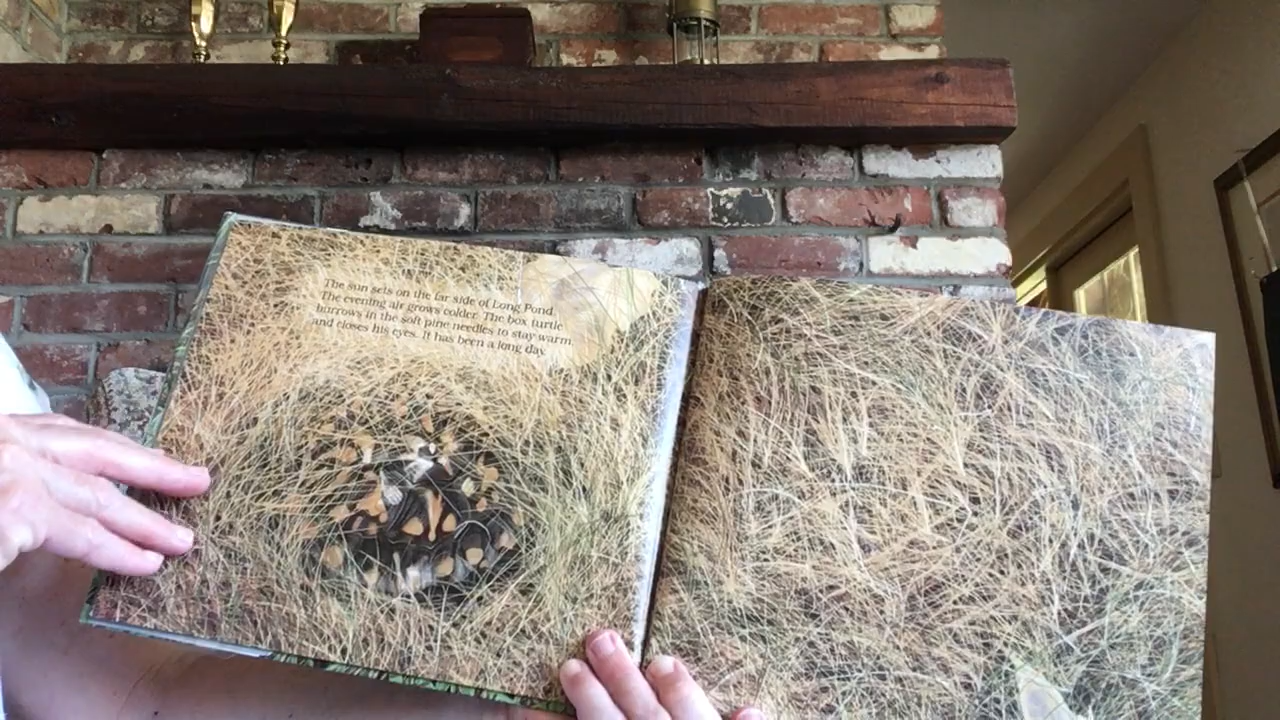 The sun sets on the far side of Long Pond.
The evening air grows colder. The box turtle
burrows in the soft pine needles to stay warm
and closes his eyes. It has been a long day.